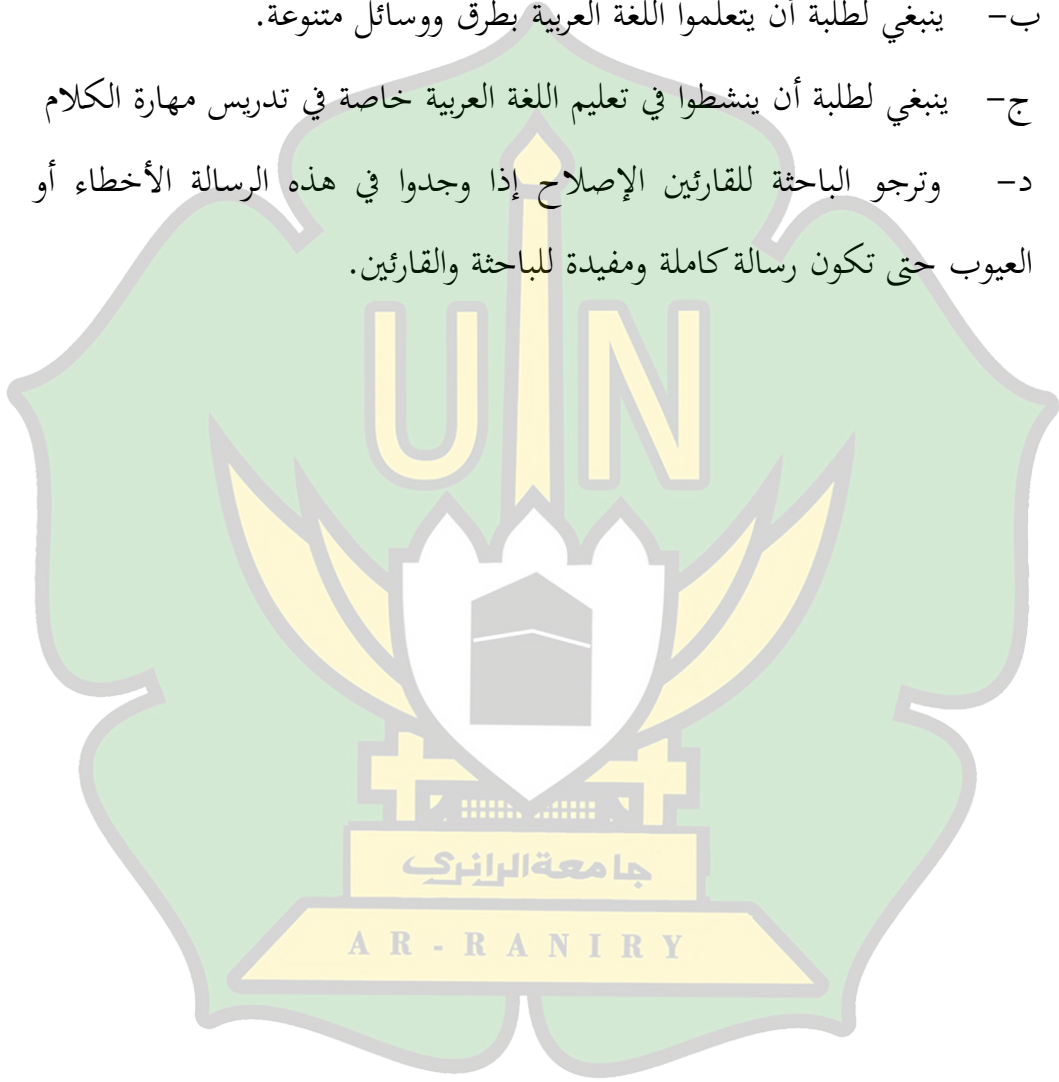 ب- ينبغي لطلبة أن يتعلموا اللغة العربية بطرق ووسائل متنوعة.
ج- ينبغي لطلبة أن ينشطوا في تعليم اللغة العربية خاصة في تدريس مهارة الكلام
د- وترجو الباحثة للقارئين الإصلاح إذا وجدوا في هذه الرسالة الأخطاء أو
العيوب حتى تكون رسالة كاملة ومفيدة للباحثة والقارئين.
UIN
جامعة الرانري
AR-RANIRY